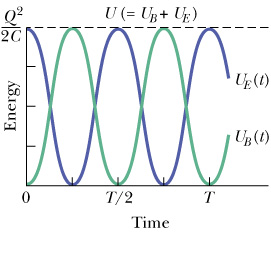 Q²
2C
U (= U_B + U_E)
Energy
U_E(t)
U_B(t)
0
T/2
T
Time